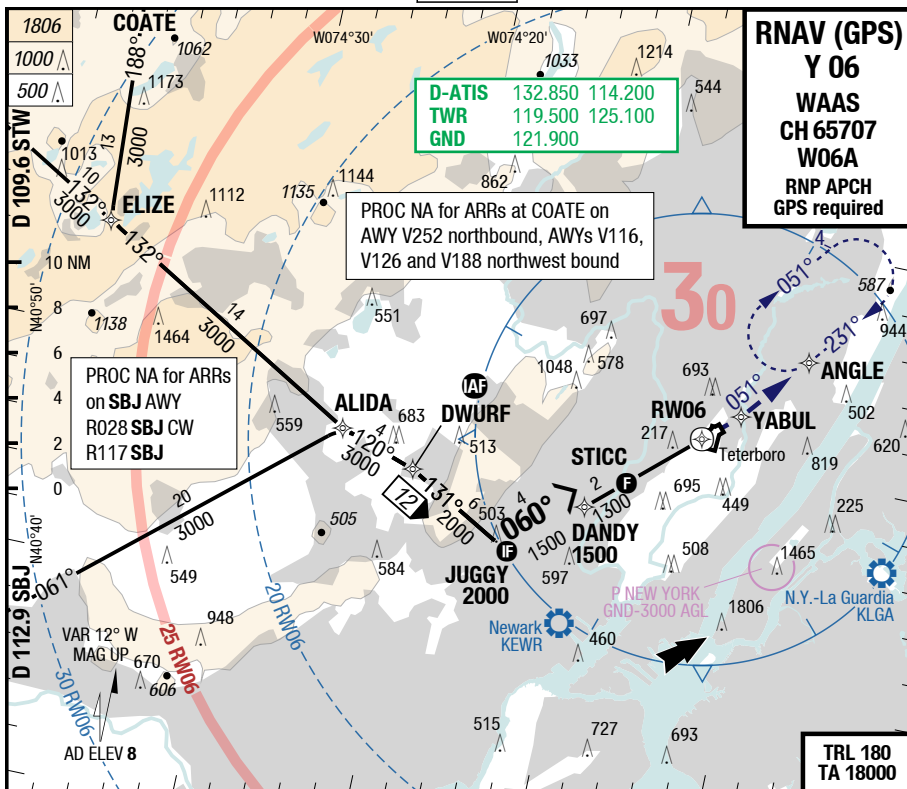 1806
1000
500
COATE
1062
W074°30'
W074°20'
1033
1214
544
RNAV (GPS)
Y 06
WAAS
CH 65707
W06A
RNP APCH
GPS required
188°
13
3000
1173
D-ATIS 132.850 114.200
TWR 119.500 125.100
GND 121.900
D 109.6 STW
1013
10
132°
3000
ELIZE
1112
1135
1144
862
PROC NA for ARRs at COATE on
AWY V252 northbound, AWYs V116,
V126 and V188 northwest bound
132°
14
3000
10 NM
8
6
4
2
0
N40°50'
N40°40'
1138
1464
551
697
578
1048
693
30
4
051°
587
944
231°
ANGLE
051°
YABUL
502
620
PROC NA for ARRs
on SBJ AWY
R028 SBJ CW
R117 SBJ
559
ALIDA
683
IAF
DWURF
513
4
120°
3000
12
131°
6
2000
503
RW06
217
Teterboro
819
STICC
F
2
1300
695
449
225
060°
4
1500
DANDY
1500
IF
JUGGY
2000
597
508
1465
P NEW YORK
GND-3000 AGL
N.Y.-La Guardia
KLGA
1806
20
3000
061°
D 112.9 SBJ
505
549
584
948
Newark
KEWR
460
VAR 12° W
MAG UP
670
606
AD ELEV 8
30 RW06
25 RW06
20 RW06
515
727
693
TRL 180
TA 18000